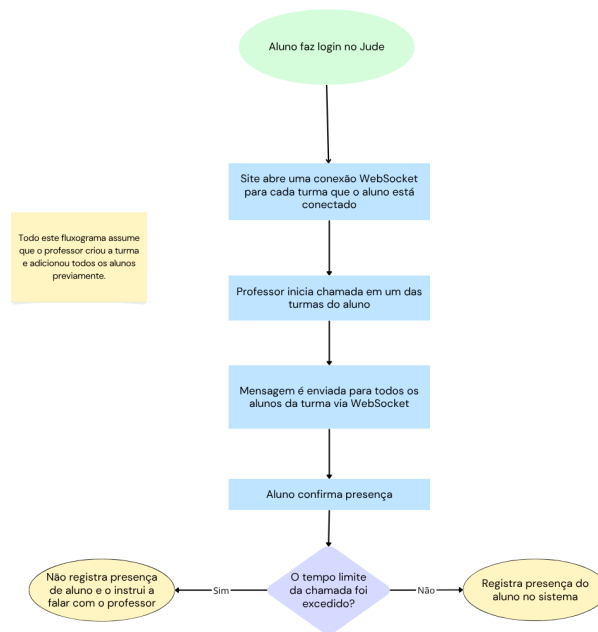 Aluno faz login no Jude
Site abre uma conexão WebSocket
para cada turma que o aluno está
conectado
Todo este fluxograma assume
que o professor criou a turma
e adicionou todos os alunos
previamente.
Professor inicia chamada em um das
turmas do aluno
Mensagem é enviada para todos os
alunos da turma via WebSocket
Aluno confirma presença
Não registra presença
de aluno e o instrui a
falar com o professor
Sim
O tempo limite
da chamada foi
excedido?
Não
Registra presença do
aluno no sistema